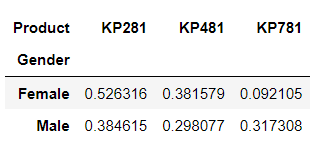 Product KP281 KP481 KP781
Gender
Female 0.526316 0.381579 0.092105
Male 0.384615 0.298077 0.317308